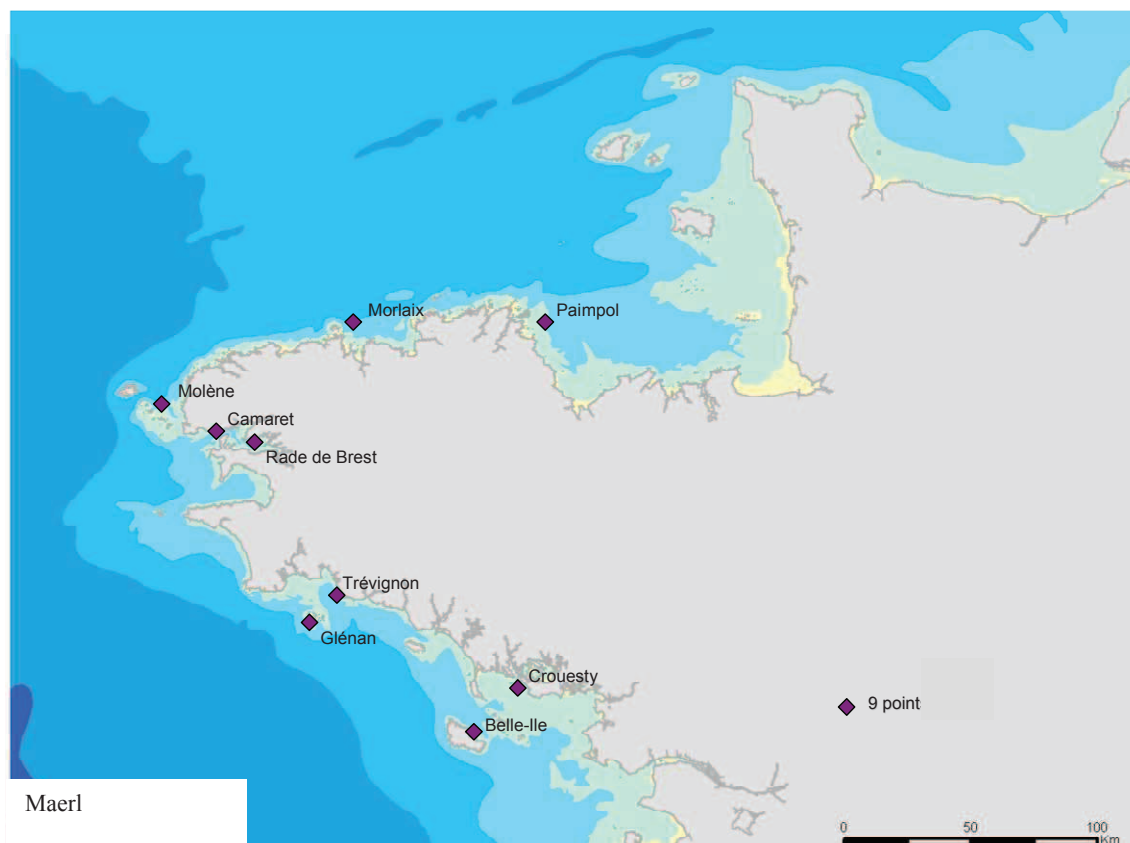 Morlaix
Paimpol
Molène
Camaret
Rade de Brest
Trévignon
Glénan
Crouesty
9 point
Belle-Ile
Maerl
0 50 100
Km